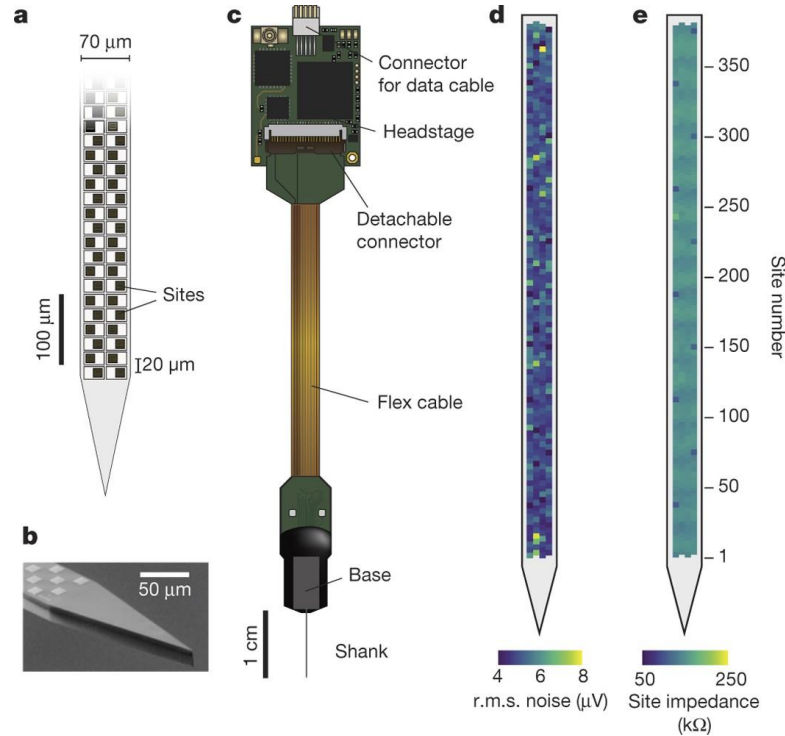 a
70 μm
Sites
100 μm
20 μm
b
50 μm
c
Connector
for data cable
Headstage
Detachable
connector
Flex cable
Base
1 cm
Shank
d
4 6 8
r.m.s. noise (μV)
e
350
300
250
200
150
100
50
1
Site number
50 250
Site impedance
(kΩ)